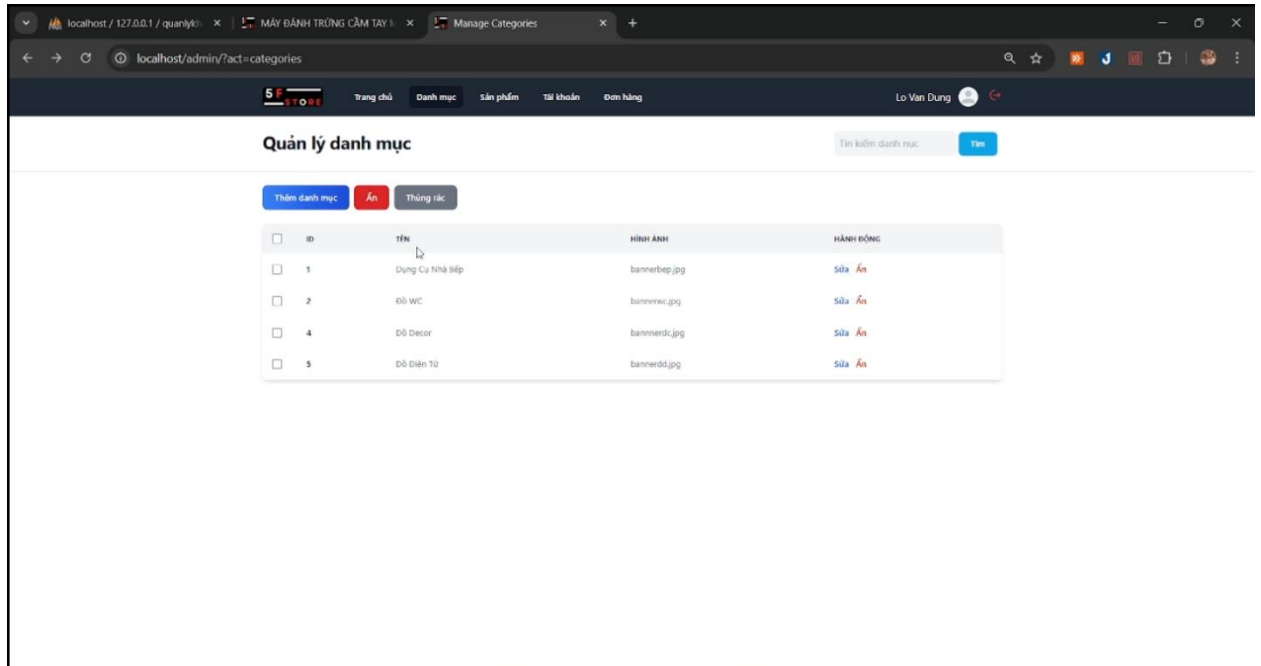 localhost / 127.0.0.1 / quanlykh
MÁY ĐÁNH TRỨNG CẦM TAY
Manage Categories
localhost/admin/?act=categories
5F STORE
Trang chủ Danh mục Sản phẩm Tài khoản Đơn hàng Lo Van Dung
Quản lý danh mục
Tìn kiếm danh nục Tìm
Thêm danh mục Ẩn Thùng rác
ID TÊN HÌNH ẢNH HÀNH ĐỘNG
1 Dụng Cụ Nhà Bếp bannerbep.jpg Sửa Ẩn
2 Đồ WC bannerwc.jpg Sửa Ẩn
4 Đồ Decor bannnerdc.jpg Sửa Ẩn
5 Đồ Điện Tử bannerdd.jpg Sửa Ẩn